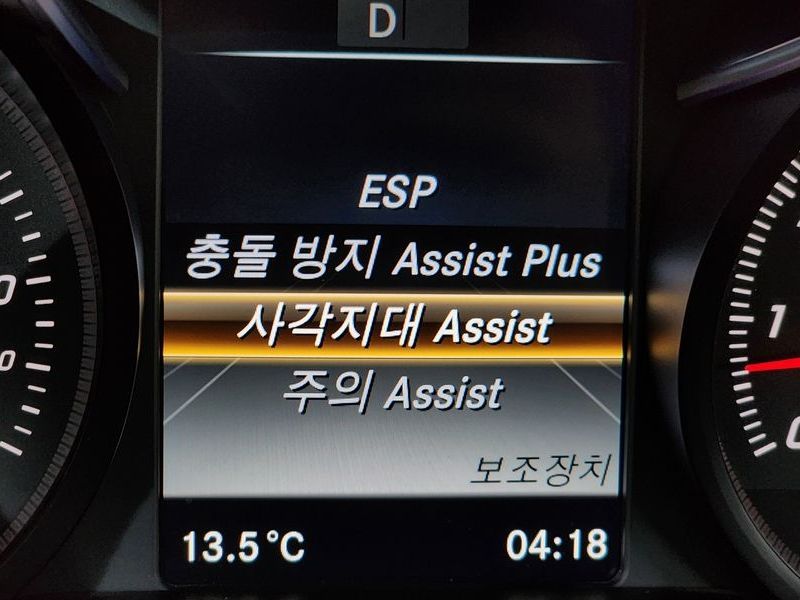 D
ESP
충돌 방지 Assist Plus
사각지대 Assist
주의 Assist
보조장치
13.5°C 04:18
1